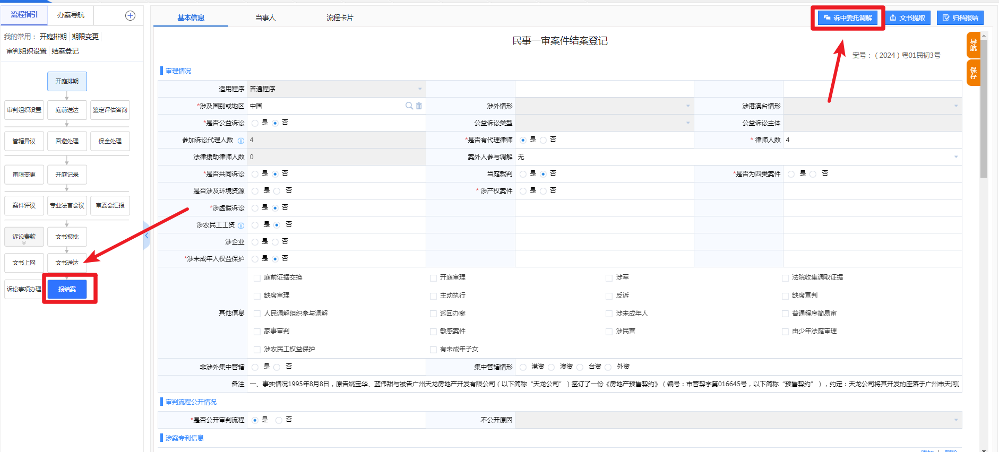 流程指引 办案导航
我的常用： 开庭排期 期限变更
审判组织设置 结案登记
开庭排期
审判组织设置 庭前送达 鉴定评估咨询
管辖异议 回避处理 保全处理
审限变更 开庭记录
案件评议 专业法官会议 审委会汇报
诉讼费款 文书报批
文书上网 文书送达
诉讼事项办理 报结案
基本信息 当事人 流程卡片
诉中委托调解 文书提取 归档报结
民事一审案件结案登记
案号：（2024）粤01民初3号
导航
保存
审理情况
适用程序 普通程序
*涉及国别或地区 中国 涉外情形 涉港澳台情形
*是否公益诉讼 是 否 公益诉讼类型 公益诉讼主体
参加诉讼代理人数 4 *是否有代理律师 是 否 * 律师人数 4
法律援助律师人数 0 案外人参与调解 无
*是否共同诉讼 是 否 当庭裁判 是 否 *是否为四类案件 是 否
是否涉及环境资源 是 否 * 涉产权案件 是 否
*涉虚假诉讼 是 否
涉农民工工资 是 否
涉企业 是 否
*涉未成年人权益保护 是 否
其他信息
庭前证据交换 开庭审理 涉军 法院收集调取证据
缺席审理 主动执行 反诉 缺席宣判
人民调解组织参与调解 巡回办案 涉未成年人 普通程序简易审
家事审判 敏感案件 涉民营 由少年法庭审理
涉农民工权益保护 有未成年子女
非涉外集中管辖 是 否 集中管辖情形 港资 澳资 台资 外资
备注 一、事实情况1995年8月8日，原告姚宝华、蓝伟甜与被告广州天龙房地产开发有限公司（以下简称“天龙公司”）签订了一份《房地产预售契约》（编号：市管契字第016645号，以下简称“预售契约”），约定：天龙公司将其开发的座落于广州市天河
审判流程公开情况
*是否公开审判流程 是 否 不公开原因
涉案专利信息